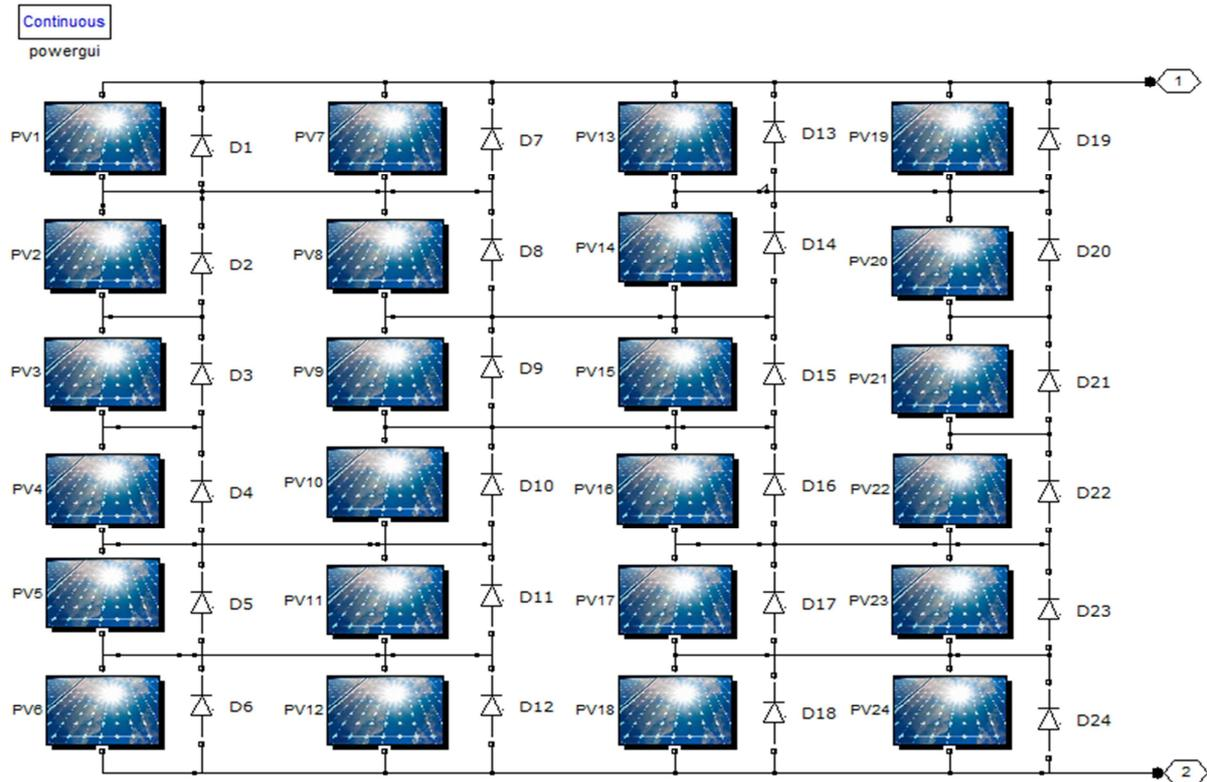 Continuous
powergui
1
PV1 D1 PV7 D7 PV13 D13 PV19 D19
PV2 D2 PV8 D8 PV14 D14 PV20 D20
PV3 D3 PV9 D9 PV15 D15 PV21 D21
PV4 D4 PV10 D10 PV16 D16 PV22 D22
PV5 D5 PV11 D11 PV17 D17 PV23 D23
PV6 D6 PV12 D12 PV18 D18 PV24 D24
2